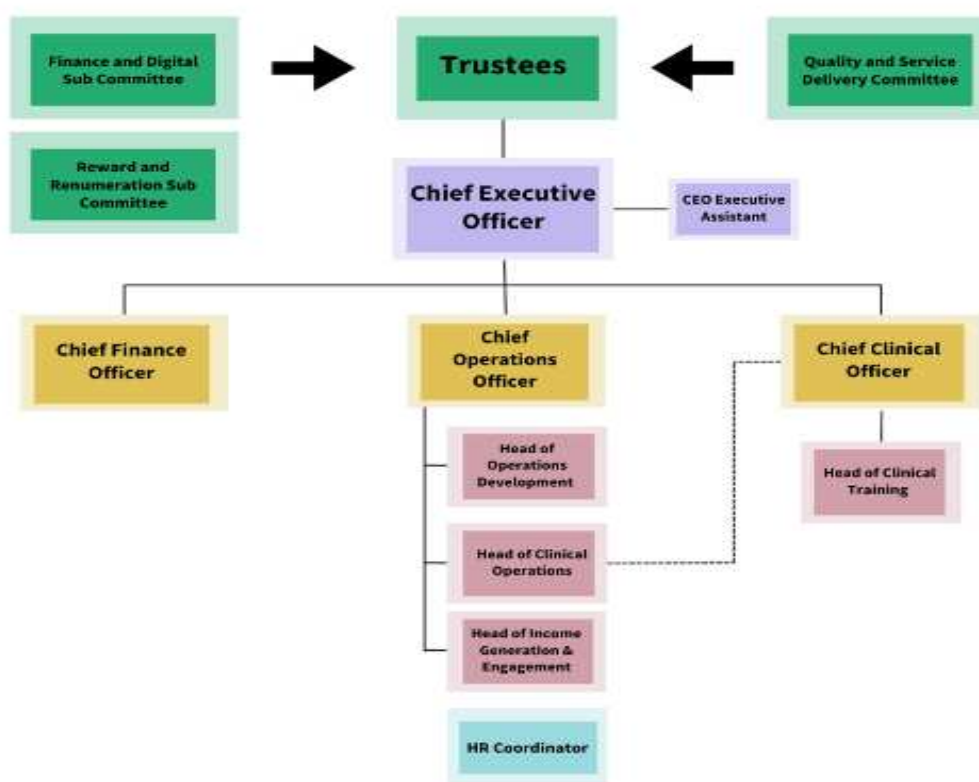 Finance and Digital
Sub Committee
Trustees
Quality and Service
Delivery Committee
Reward and
Renumeration Sub
Committee
Chief Executive
Officer
CEO Executive
Assistant
Chief Finance
Officer
Chief
Operations
Officer
Chief Clinical
Officer
Head of
Operations
Development
Head of Clinical
Training
Head of Clinical
Operations
Head of Income
Generation &
Engagement
HR Coordinator